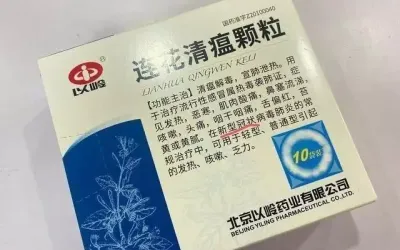 国药准字Z20100040
以岭
连花清瘟颗粒
LIANHUA QINGWEN KELI
【功能主治】清瘟解毒，宣肺泄热。用
于治疗流行性感冒属热毒袭肺证，症
见发热，恶寒，肌肉酸痛，鼻塞流涕，
咳嗽，头痛，咽干咽痛，舌偏红，苔
黄或黄腻。在新型冠状病毒肺炎的常
规治疗中，可用于轻型、普通型引起
的发热、咳嗽、乏力。
10袋装
北京以岭药业有限公司
BEIJING YILING PHARMACEUTICAL CO.,LTD.